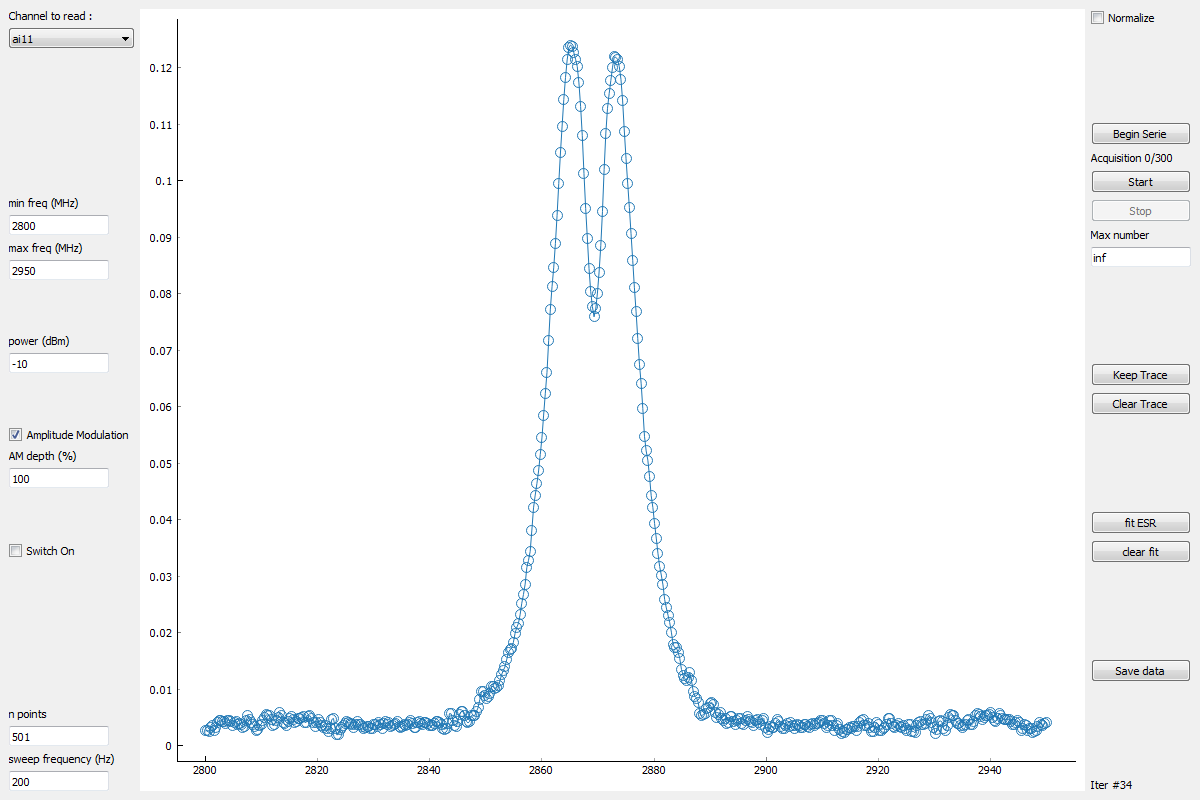 Channel to read :
ai11
min freq (MHz)
2800
max freq (MHz)
2950
power (dBm)
-10
Amplitude Modulation
AM depth (%)
100
Switch On
n points
501
sweep frequency (Hz)
200
0.12
0.11
0.1
0.09
0.08
0.07
0.06
0.05
0.04
0.03
0.02
0.01
0
2800
2820
2840
2860
2880
2900
2920
2940
Normalize
Begin Serie
Acquisition 0/300
Start
Stop
Max number
inf
Keep Trace
Clear Trace
fit ESR
clear fit
Save data
Iter #34